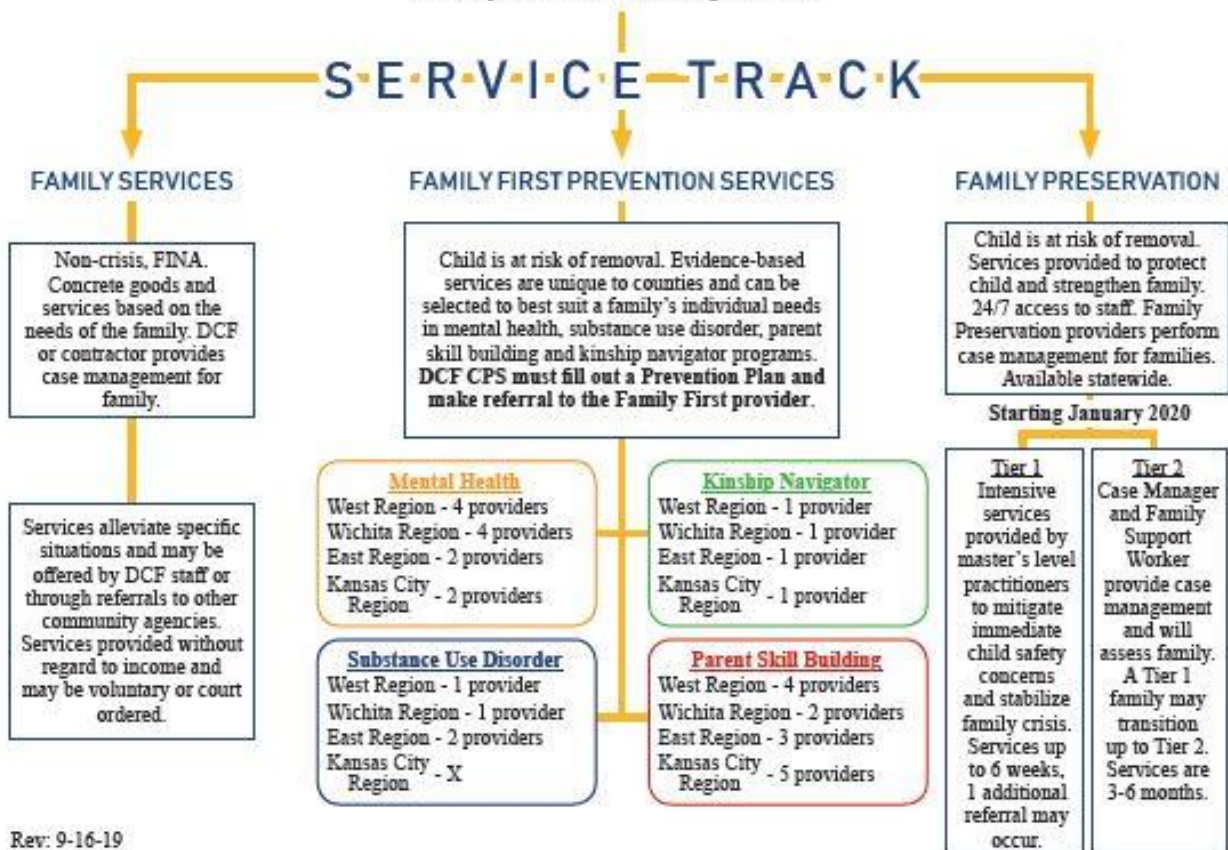 SERVICE TRACK
FAMILY SERVICES
Non-crisis, FINA.
Concrete goods and
services based on the
needs of the family. DCF
or contractor provides
case management for
family.
Services alleviate specific
situations and may be
offered by DCF staff or
through referrals to other
community agencies.
Services provided without
regard to income and
may be voluntary or court
ordered.
FAMILY FIRST PREVENTION SERVICES
Child is at risk of removal. Evidence-based
services are unique to counties and can be
selected to best suit a family's individual needs
in mental health, substance use disorder, parent
skill building and kinship navigator programs.
DCF CPS must fill out a Prevention Plan and
make referral to the Family First provider.
Mental Health
West Region - 4 providers
Wichita Region - 4 providers
East Region - 2 providers
Kansas City
Region - 2 providers
Kinship Navigator
West Region - 1 provider
Wichita Region - 1 provider
East Region - 1 provider
Kansas City
Region - 1 provider
Substance Use Disorder
West Region - 1 provider
Wichita Region - 1 provider
East Region - 2 providers
Kansas City
Region - X
Parent Skill Building
West Region - 4 providers
Wichita Region - 2 providers
East Region - 3 providers
Kansas City
Region - 5 providers
FAMILY PRESERVATION
Child is at risk of removal.
Services provided to protect
child and strengthen family.
24/7 access to staff. Family
Preservation providers perform
case management for families.
Available statewide.
Starting January 2020
Tier 1
Intensive
services
provided by
master's level
practitioners
to mitigate
immediate
child safety
concerns
and stabilize
family crisis.
Services up
to 6 weeks,
1 additional
referral may
occur.
Tier 2
Case Manager
and Family
Support
Worker
provide case
management
and will
assess family.
A Tier 1
family may
transition
up to Tier 2.
Services are
3-6 months.
Rev: 9-16-19